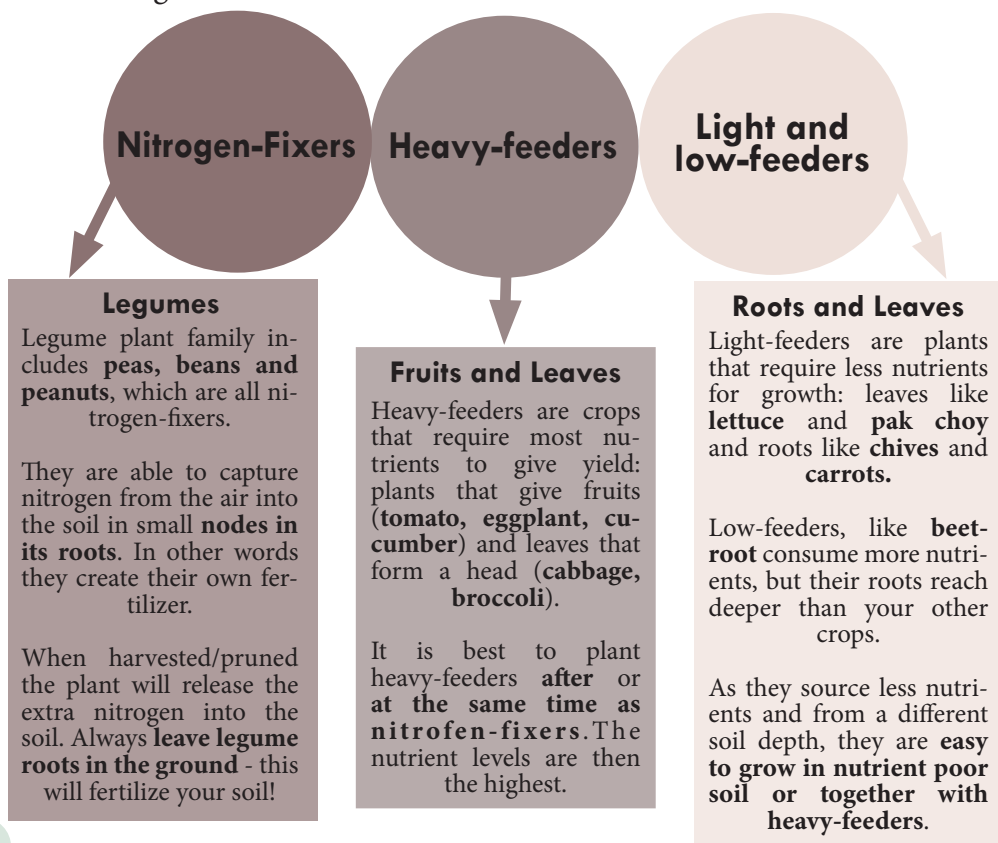 Nitrogen-Fixers
Heavy-feeders
Light and
low-feeders
Legumes
Legume plant family in-
cludes peas, beans and
peanuts, which are all ni-
trogen-fixers.
They are able to capture
nitrogen from the air into
the soil in small nodes in
its roots. In other words
they create their own fer-
tilizer.
When harvested/pruned
the plant will release the
extra nitrogen into the
soil. Always leave legume
roots in the ground - this
will fertilize your soil!
Fruits and Leaves
Heavy-feeders are crops
that require most nu-
trients to give yield:
plants that give fruits
(tomato, eggplant, cu-
cumber) and leaves that
form a head (cabbage,
broccoli).
It is best to plant
heavy-feeders after or
at the same time as
nitrofen-fixers. The
nutrient levels are then
the highest.
Roots and Leaves
Light-feeders are plants
that require less nutrients
for growth: leaves like
lettuce and pak choy
and roots like chives and
carrots.
Low-feeders, like beet-
root consume more nutri-
ents, but their roots reach
deeper than your other
crops.
As they source less nutri-
ents and from a different
soil depth, they are easy
to grow in nutrient poor
soil or together with
heavy-feeders.